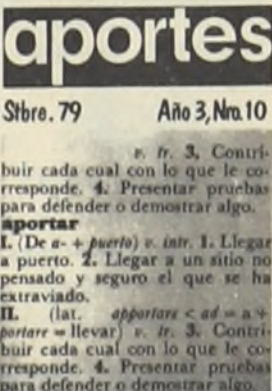 aportes
Stbre. 79 Año 3, Nro. 10
v. tr. 3. Contri-
buir cada cual con lo que le co-
rresponde. 4. Presentar pruebas
para defender o demostrar algo.
aportar
I. (De a- + puerto) v. intr. 1. Llegar
a puerto. 2. Llegar a un sitio no
pensado y seguro el que se ha
extraviado.
II. (lat. apportare < ad = a +
portare = llevar) v. tr. 3. Contri-
buir cada cual con lo que le co-
rresponde. 4. Presentar pruebas
para defender o demostrar algo.